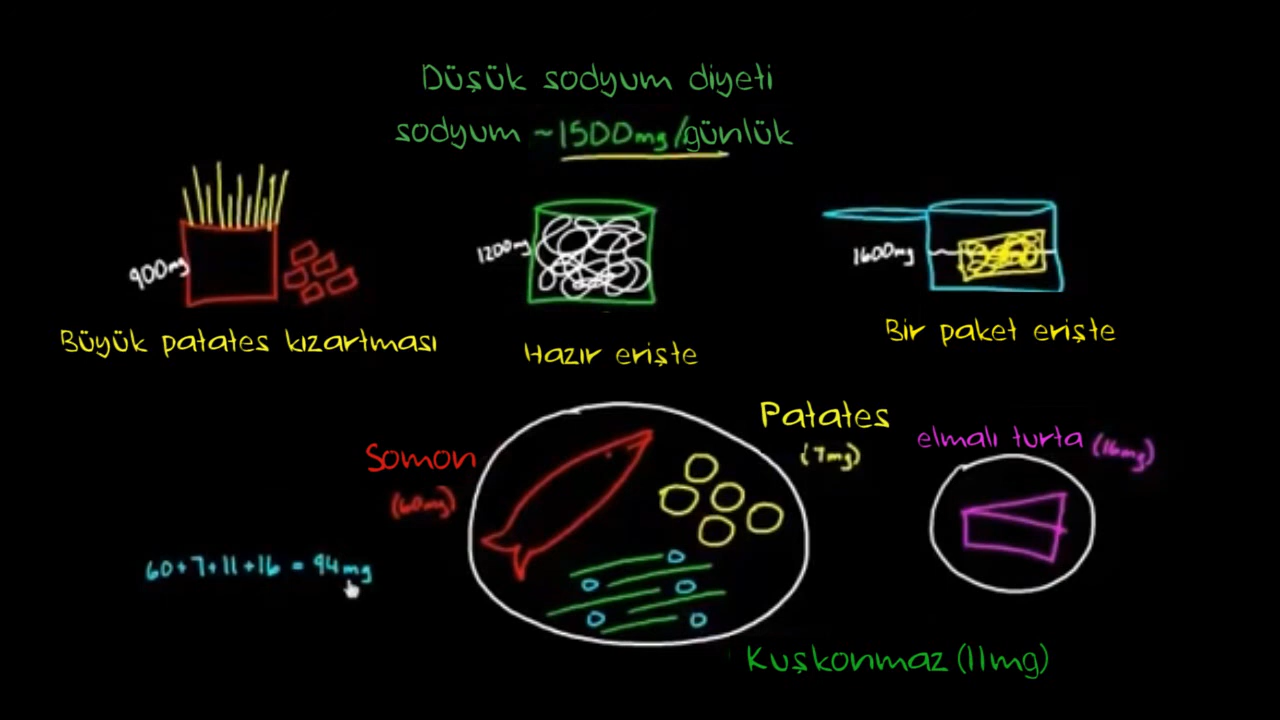 Düşük sodyum diyeti
sodyum ~1500mg/günlük
900mg
1200mg
1600mg
Büyük patates kızartması
Hazır erişte
Bir paket erişte
Patates
(7mg)
elmalı turta (16mg)
Somon
(60mg)
60+7+11+16 = 94mg
Kuşkonmaz (11mg)